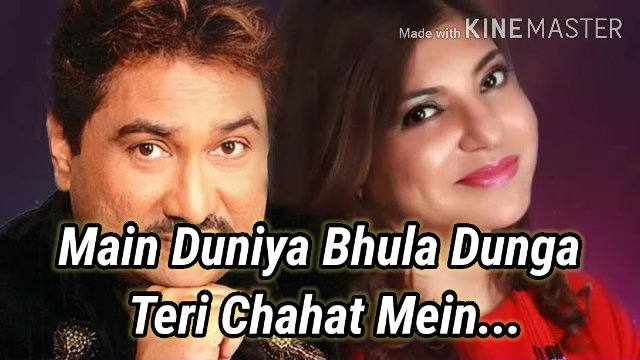 Made with KINEMASTER
Main Duniya Bhula Dunga
Teri Chahat Mein...